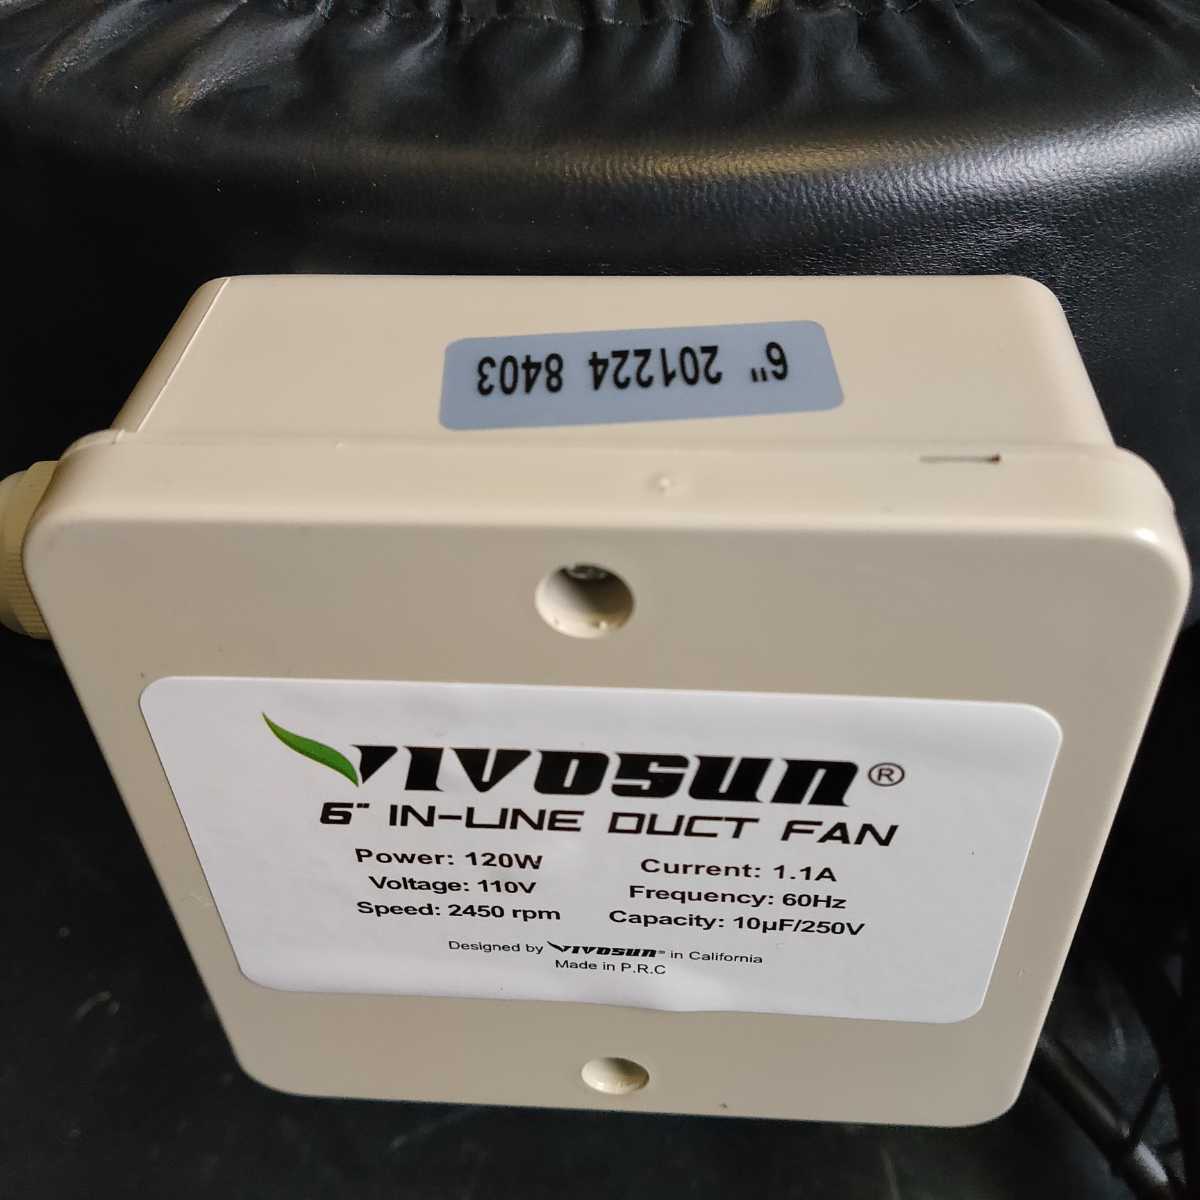 6" 201224 8403
VIVOSUN®
6" IN-LINE DUCT FAN
Power: 120W Current: 1.1A
Voltage: 110V Frequency: 60Hz
Speed: 2450 rpm Capacity: 10µF/250V
Designed by VIVOSUN™ in California
Made in P.R.C